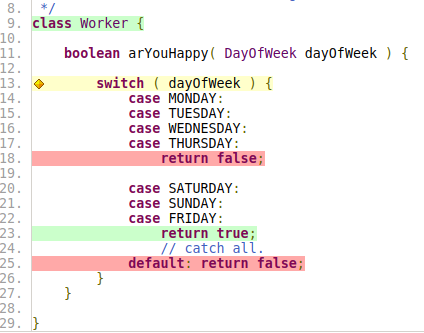 8.  */
9. class Worker {
10.
11.     boolean arYouHappy( DayOfWeek dayOfWeek ) {
12.
13.         switch ( dayOfWeek ) {
14.             case MONDAY:
15.             case TUESDAY:
16.             case WEDNESDAY:
17.             case THURSDAY:
18.                 return false;
19.
20.             case SATURDAY:
21.             case SUNDAY:
22.             case FRIDAY:
23.                 return true;
24.                 // catch all.
25.             default: return false;
26.         }
27.     }
28.
29. }